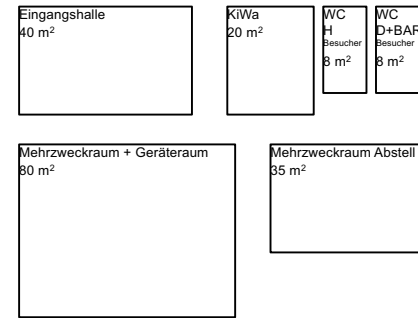 Eingangshalle
40 m²
KiWa
20 m²
WC
H
Besucher
8 m²
WC
D+BAR
Besucher
8 m²
Mehrzweckraum + Geräteraum
80 m²
Mehrzweckraum Abstell
35 m²